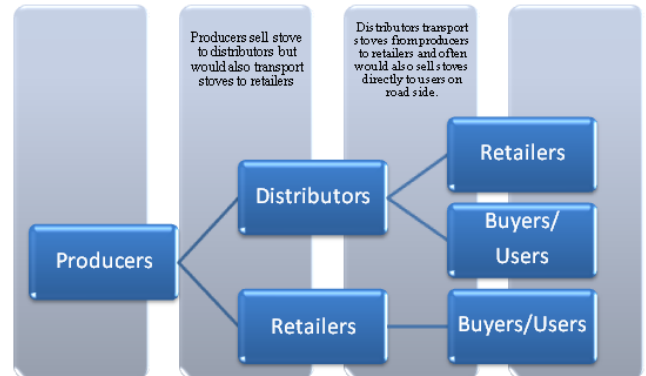 Producers sell stove
to distributors but
would also transport
stoves to retailers
Distributors transport
stoves from producers
to retailers and often
would also sell stoves
directly to users on
road side.
Producers
Distributors
Retailers
Retailers
Buyers/
Users
Buyers/Users